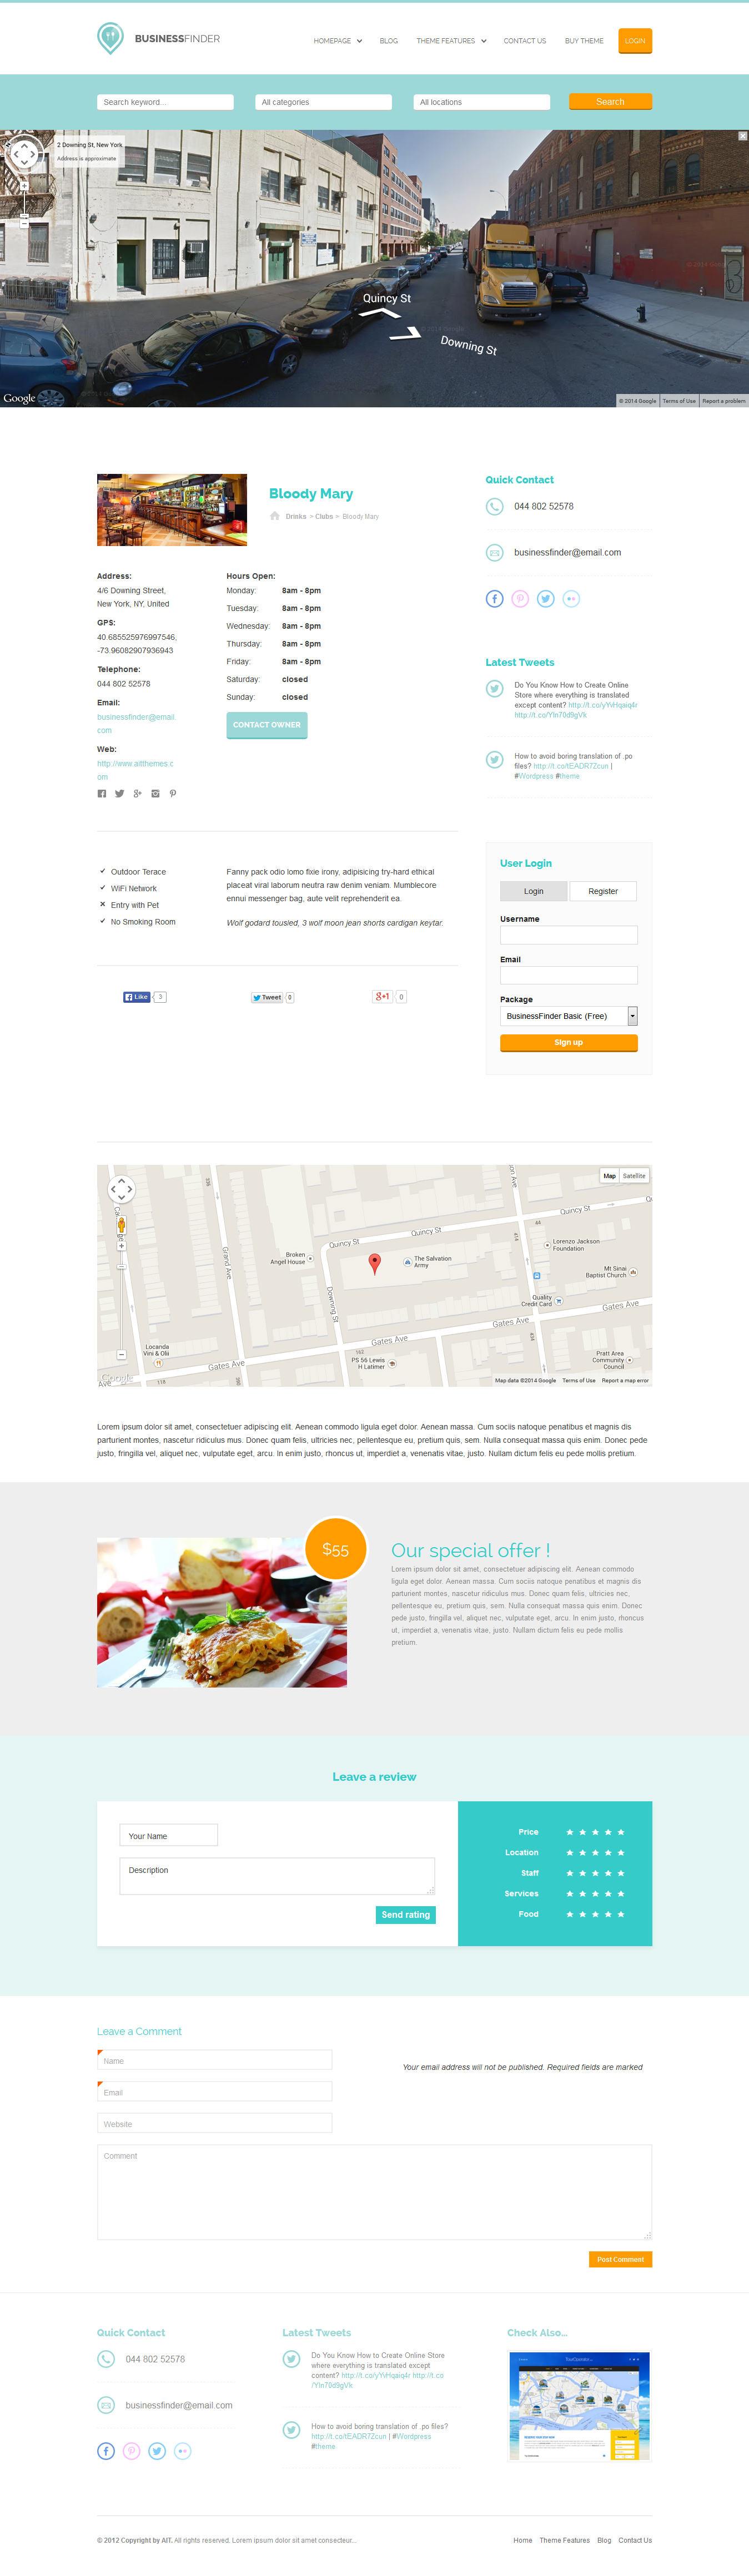 BUSINESSFINDER
HOMEPAGE
BLOG
THEME FEATURES
CONTACT US
BUY THEME
LOGIN
Search keyword...
All categories
All locations
Search
2 Downing St, New York
Address is approximate
Quincy St
Downing St
Google
© 2014 Google
Terms of Use
Report a problem
Bloody Mary
Drinks > Clubs > Bloody Mary
Address:
4/6 Downing Street,
New York, NY, United
GPS:
40.685525976997546,
-73.96082907936943
Telephone:
044 802 52578
Email:
businessfinder@email.
com
Web:
http://www.aitthemes.c
om
Hours Open:
Monday: 8am - 8pm
Tuesday: 8am - 8pm
Wednesday: 8am - 8pm
Thursday: 8am - 8pm
Friday: 8am - 8pm
Saturday: closed
Sunday: closed
CONTACT OWNER
Outdoor Terace
WiFi Network
Entry with Pet
No Smoking Room
Fanny pack odio lomo fixie irony, adipisicing try-hard ethical
placeat viral laborum neutra raw denim veniam. Mumblecore
ennui messenger bag, aute velit reprehenderit ea.
Wolf godard tousled, 3 wolf moon jean shorts cardigan keytar.
Like 3
Tweet 0
g+1 0
Quick Contact
044 802 52578
businessfinder@email.com
Latest Tweets
Do You Know How to Create Online
Store where everything is translated
except content? http://t.co/yYvHqaiq4r
http://t.co/YIn70d9gVk
How to avoid boring translation of .po
files? http://t.co/tEADR7Zcun |
#Wordpress #theme
User Login
Login
Register
Username
Email
Package
BusinessFinder Basic (Free)
Sign up
Map
Satellite
Quincy St
Quincy St
Grand Ave
Downing St
Gates Ave
Gates Ave
Gates Ave
Broken
Angel House
The Salvation
Army
Lorenzo Jackson
Foundation
Mt Sinai
Baptist Church
Quality
Credit Card
Locanda
Vini & Olii
PS 56 Lewis
H Latimer
Pratt Area
Community
Council
Google
Map data ©2014 Google
Terms of Use
Report a map error
Lorem ipsum dolor sit amet, consectetuer adipiscing elit. Aenean commodo ligula eget dolor. Aenean massa. Cum sociis natoque penatibus et magnis dis
parturient montes, nascetur ridiculus mus. Donec quam felis, ultricies nec, pellentesque eu, pretium quis, sem. Nulla consequat massa quis enim. Donec pede
justo, fringilla vel, aliquet nec, vulputate eget, arcu. In enim justo, rhoncus ut, imperdiet a, venenatis vitae, justo. Nullam dictum felis eu pede mollis pretium.
$55
Our special offer !
Lorem ipsum dolor sit amet, consectetuer adipiscing elit. Aenean commodo
ligula eget dolor. Aenean massa. Cum sociis natoque penatibus et magnis dis
parturient montes, nascetur ridiculus mus. Donec quam felis, ultricies nec,
pellentesque eu, pretium quis, sem. Nulla consequat massa quis enim. Donec
pede justo, fringilla vel, aliquet nec, vulputate eget, arcu. In enim justo, rhoncus
ut, imperdiet a, venenatis vitae, justo. Nullam dictum felis eu pede mollis
pretium.
Leave a review
Your Name
Description
Send rating
Price
Location
Staff
Services
Food
Leave a Comment
Name
Your email address will not be published. Required fields are marked
Email
Website
Comment
Post Comment
Quick Contact
044 802 52578
businessfinder@email.com
Latest Tweets
Do You Know How to Create Online Store
where everything is translated except
content? http://t.co/yYvHqaiq4r http://t.co
/YIn70d9gVk
How to avoid boring translation of .po files?
http://t.co/tEADR7Zcun | #Wordpress
#theme
Check Also...
© 2012 Copyright by AIT. All rights reserved. Lorem ipsum dolor sit amet consecteur...
Home
Theme Features
Blog
Contact Us